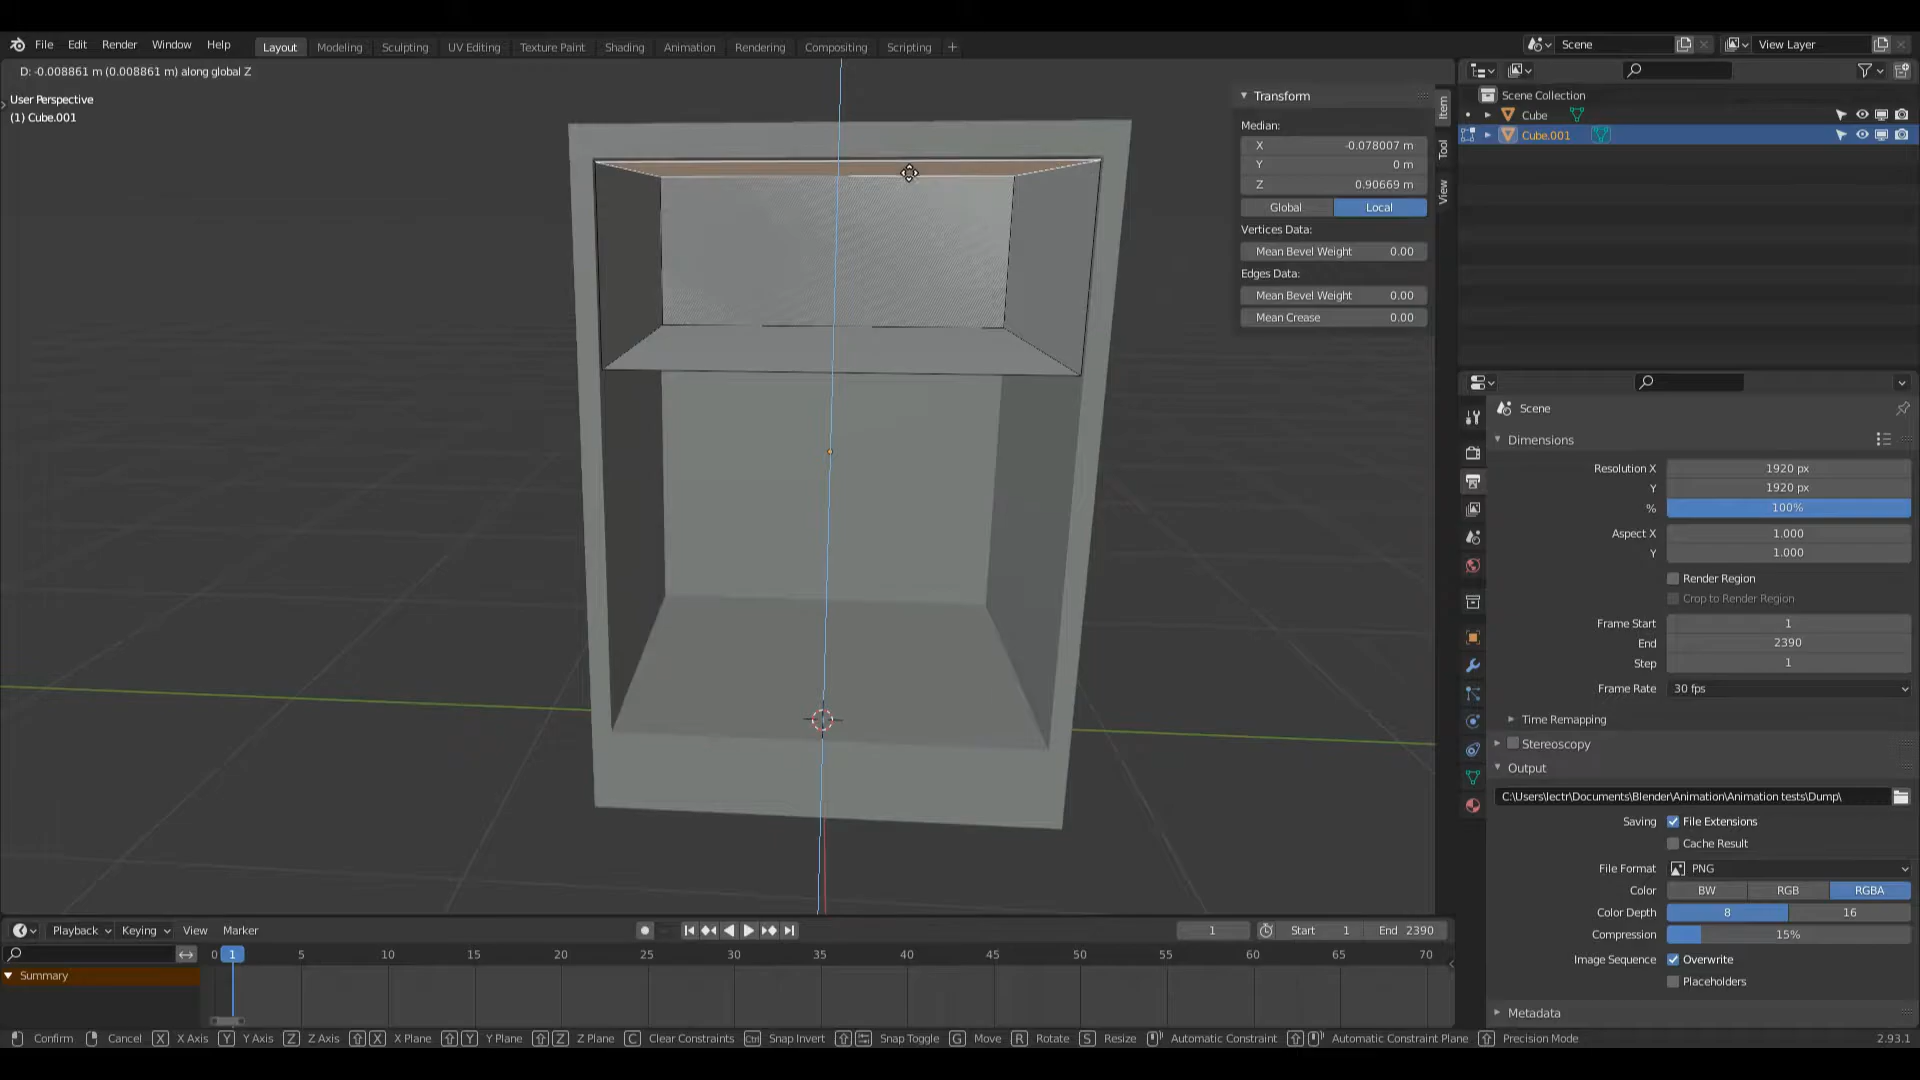 File Edit Render Window Help Layout Modeling Sculpting UV Editing Texture Paint Shading Animation Rendering Compositing Scripting + Scene View Layer
D: -0.008861 m (0.008861 m) along global Z
User Perspective
(1) Cube.001
Transform
Median:
X -0.078007 m
Y 0 m
Z 0.90669 m
Global Local
Vertices Data:
Mean Bevel Weight 0.00
Edges Data:
Mean Bevel Weight 0.00
Mean Crease 0.00
Item
Tool
View
Scene Collection
Cube
Cube.001
Scene
Dimensions
Resolution X 1920 px
Y 1920 px
% 100%
Aspect X 1.000
Y 1.000
Render Region
Crop to Render Region
Frame Start 1
End 2390
Step 1
Frame Rate 30 fps
Time Remapping
Stereoscopy
Output
C:\Users\lectr\Documents\Blender\Animation\Animation tests\Dump\
Saving File Extensions
Cache Result
File Format PNG
Color BW RGB RGBA
Color Depth 8 16
Compression 15%
Image Sequence Overwrite
Placeholders
Metadata
Playback Keying View Marker 1 Start 1 End 2390
0 1 5 10 15 20 25 30 35 40 45 50 55 60 65 70
Summary
Confirm Cancel X X Axis Y Y Axis Z Z Axis X X Plane Y Y Plane Z Z Plane C Clear Constraints Ctrl Snap Invert Snap Toggle G Move R Rotate S Resize Automatic Constraint Automatic Constraint Plane Precision Mode 2.93.1